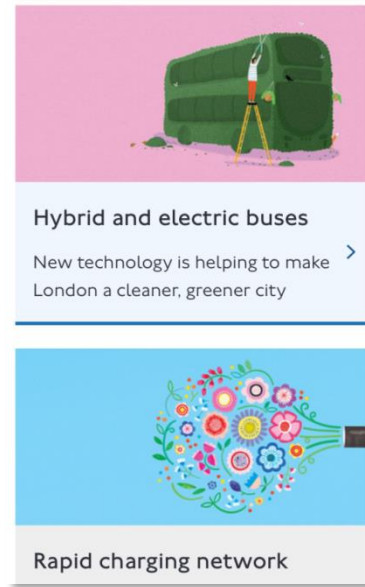 Hybrid and electric buses
New technology is helping to make
London a cleaner, greener city
Rapid charging network